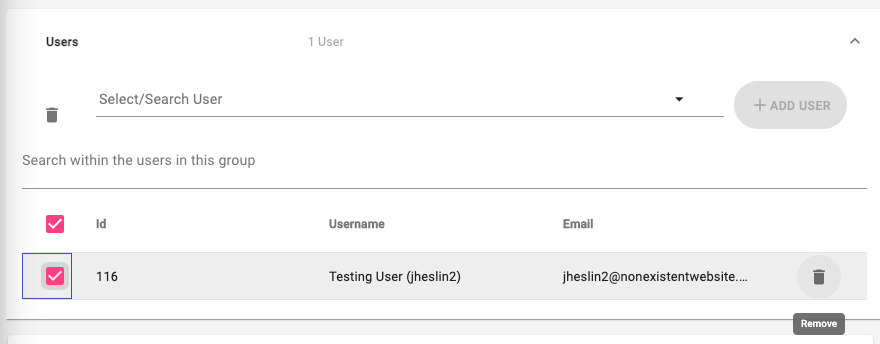 Users 1 User
Select/Search User
+ ADD USER
Search within the users in this group
Id Username Email
116 Testing User (jheslin2) jheslin2@nonexistentwebsite....
Remove